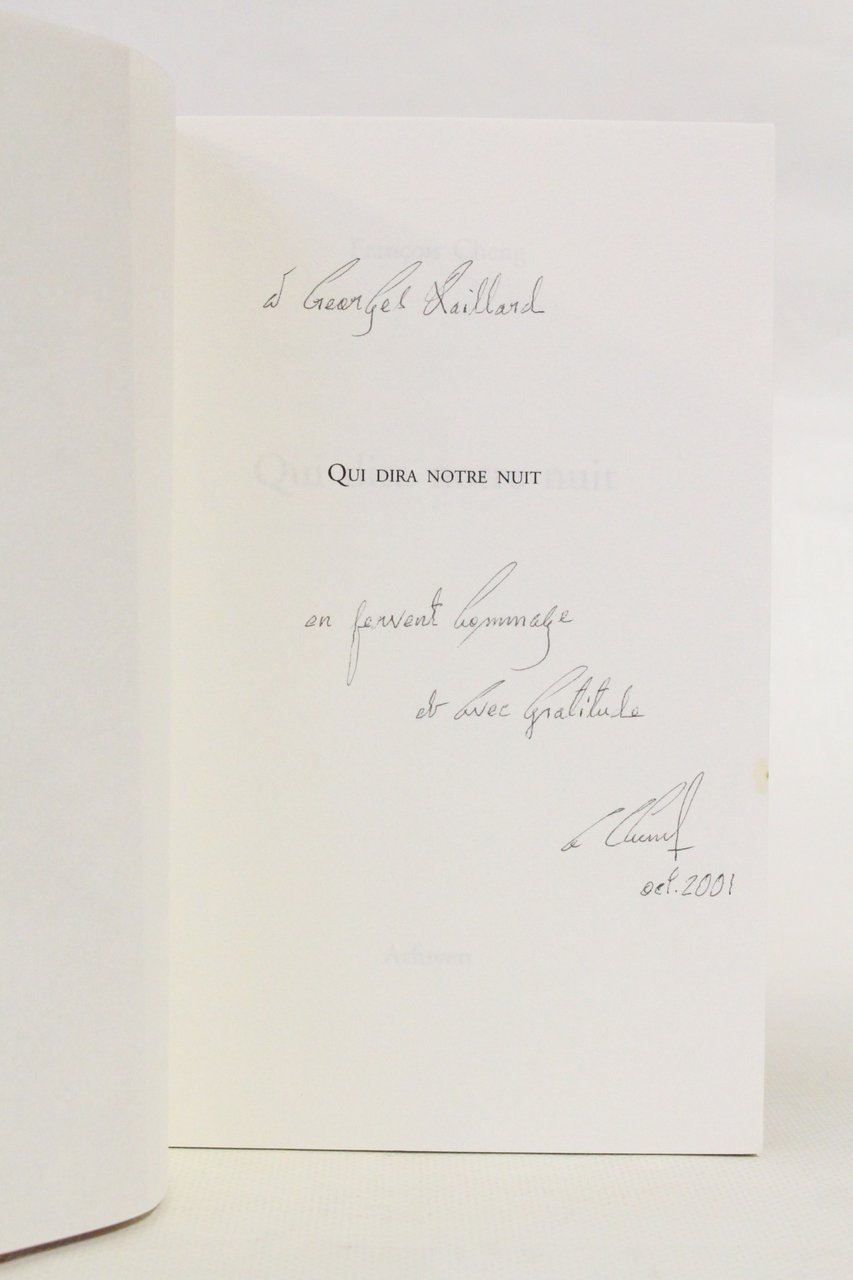 à Georges Raillard
QUI DIRA NOTRE NUIT
en fervent hommage
et avec gratitude
oct. 2001